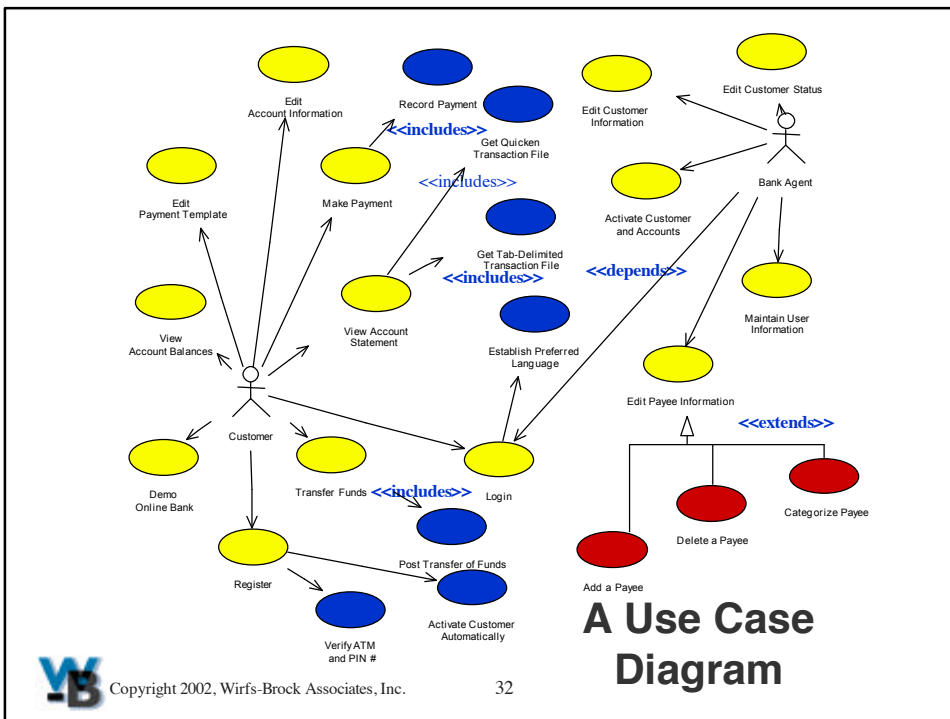 Edit
Account Information
Record Payment
<<includes>>
Get Quicken
Transaction File
Edit Customer
Information
Edit Customer Status
Edit
Payment Template
Make Payment
<<includes>>
Activate Customer
and Accounts
Bank Agent
Get Tab-Delimited
Transaction File
<<includes>>
<<depends>>
View
Account Balances
View Account
Statement
Establish Preferred
Language
Maintain User
Information
Edit Payee Information
<<extends>>
Customer
Demo
Online Bank
Transfer Funds
<<includes>>
Login
Categorize Payee
Delete a Payee
Post Transfer of Funds
Add a Payee
Register
Verify ATM
and PIN #
Activate Customer
Automatically
A Use Case
Diagram
W-B
Copyright 2002, Wirfs-Brock Associates, Inc.
32